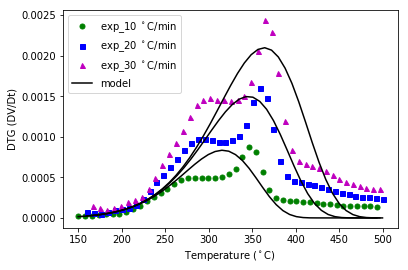 0.0025
0.0020
0.0015
0.0010
0.0005
0.0000
DTG (DV/Dt)
exp_10 °C/min
exp_20 °C/min
exp_30 °C/min
model
150 200 250 300 350 400 450 500
Temperature (°C)